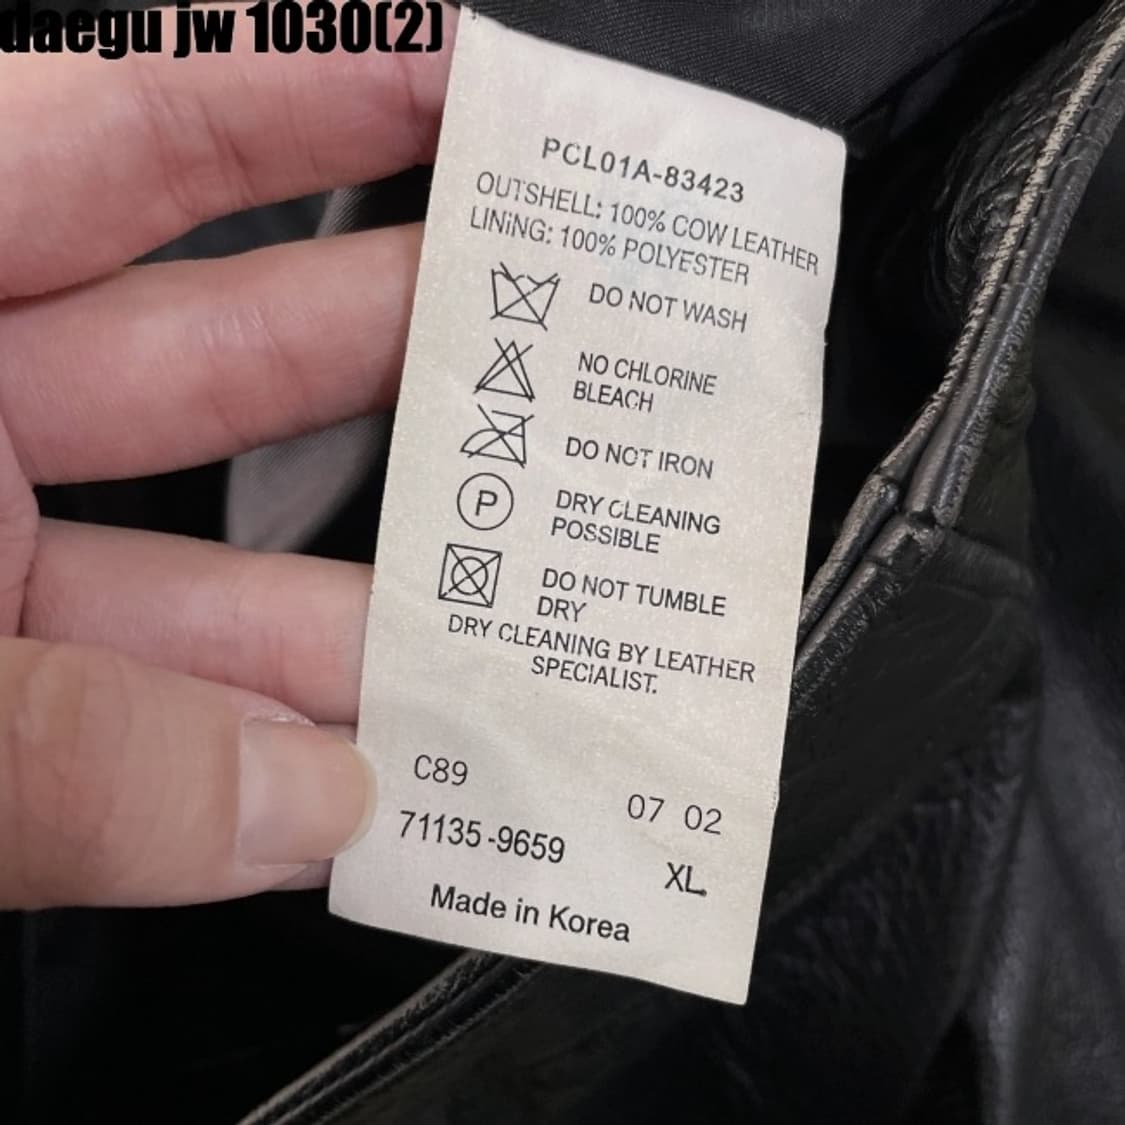 daegu jw 1030(2)
PCL01A-83423
OUTSHELL: 100% COW LEATHER
LINiNG: 100% POLYESTER
DO NOT WASH
NO CHLORINE
BLEACH
DO NOT IRON
P
DRY CLEANING
POSSIBLE
DO NOT TUMBLE
DRY
DRY CLEANING BY LEATHER
SPECIALIST.
C89
07 02
71135-9659
XL
Made in Korea